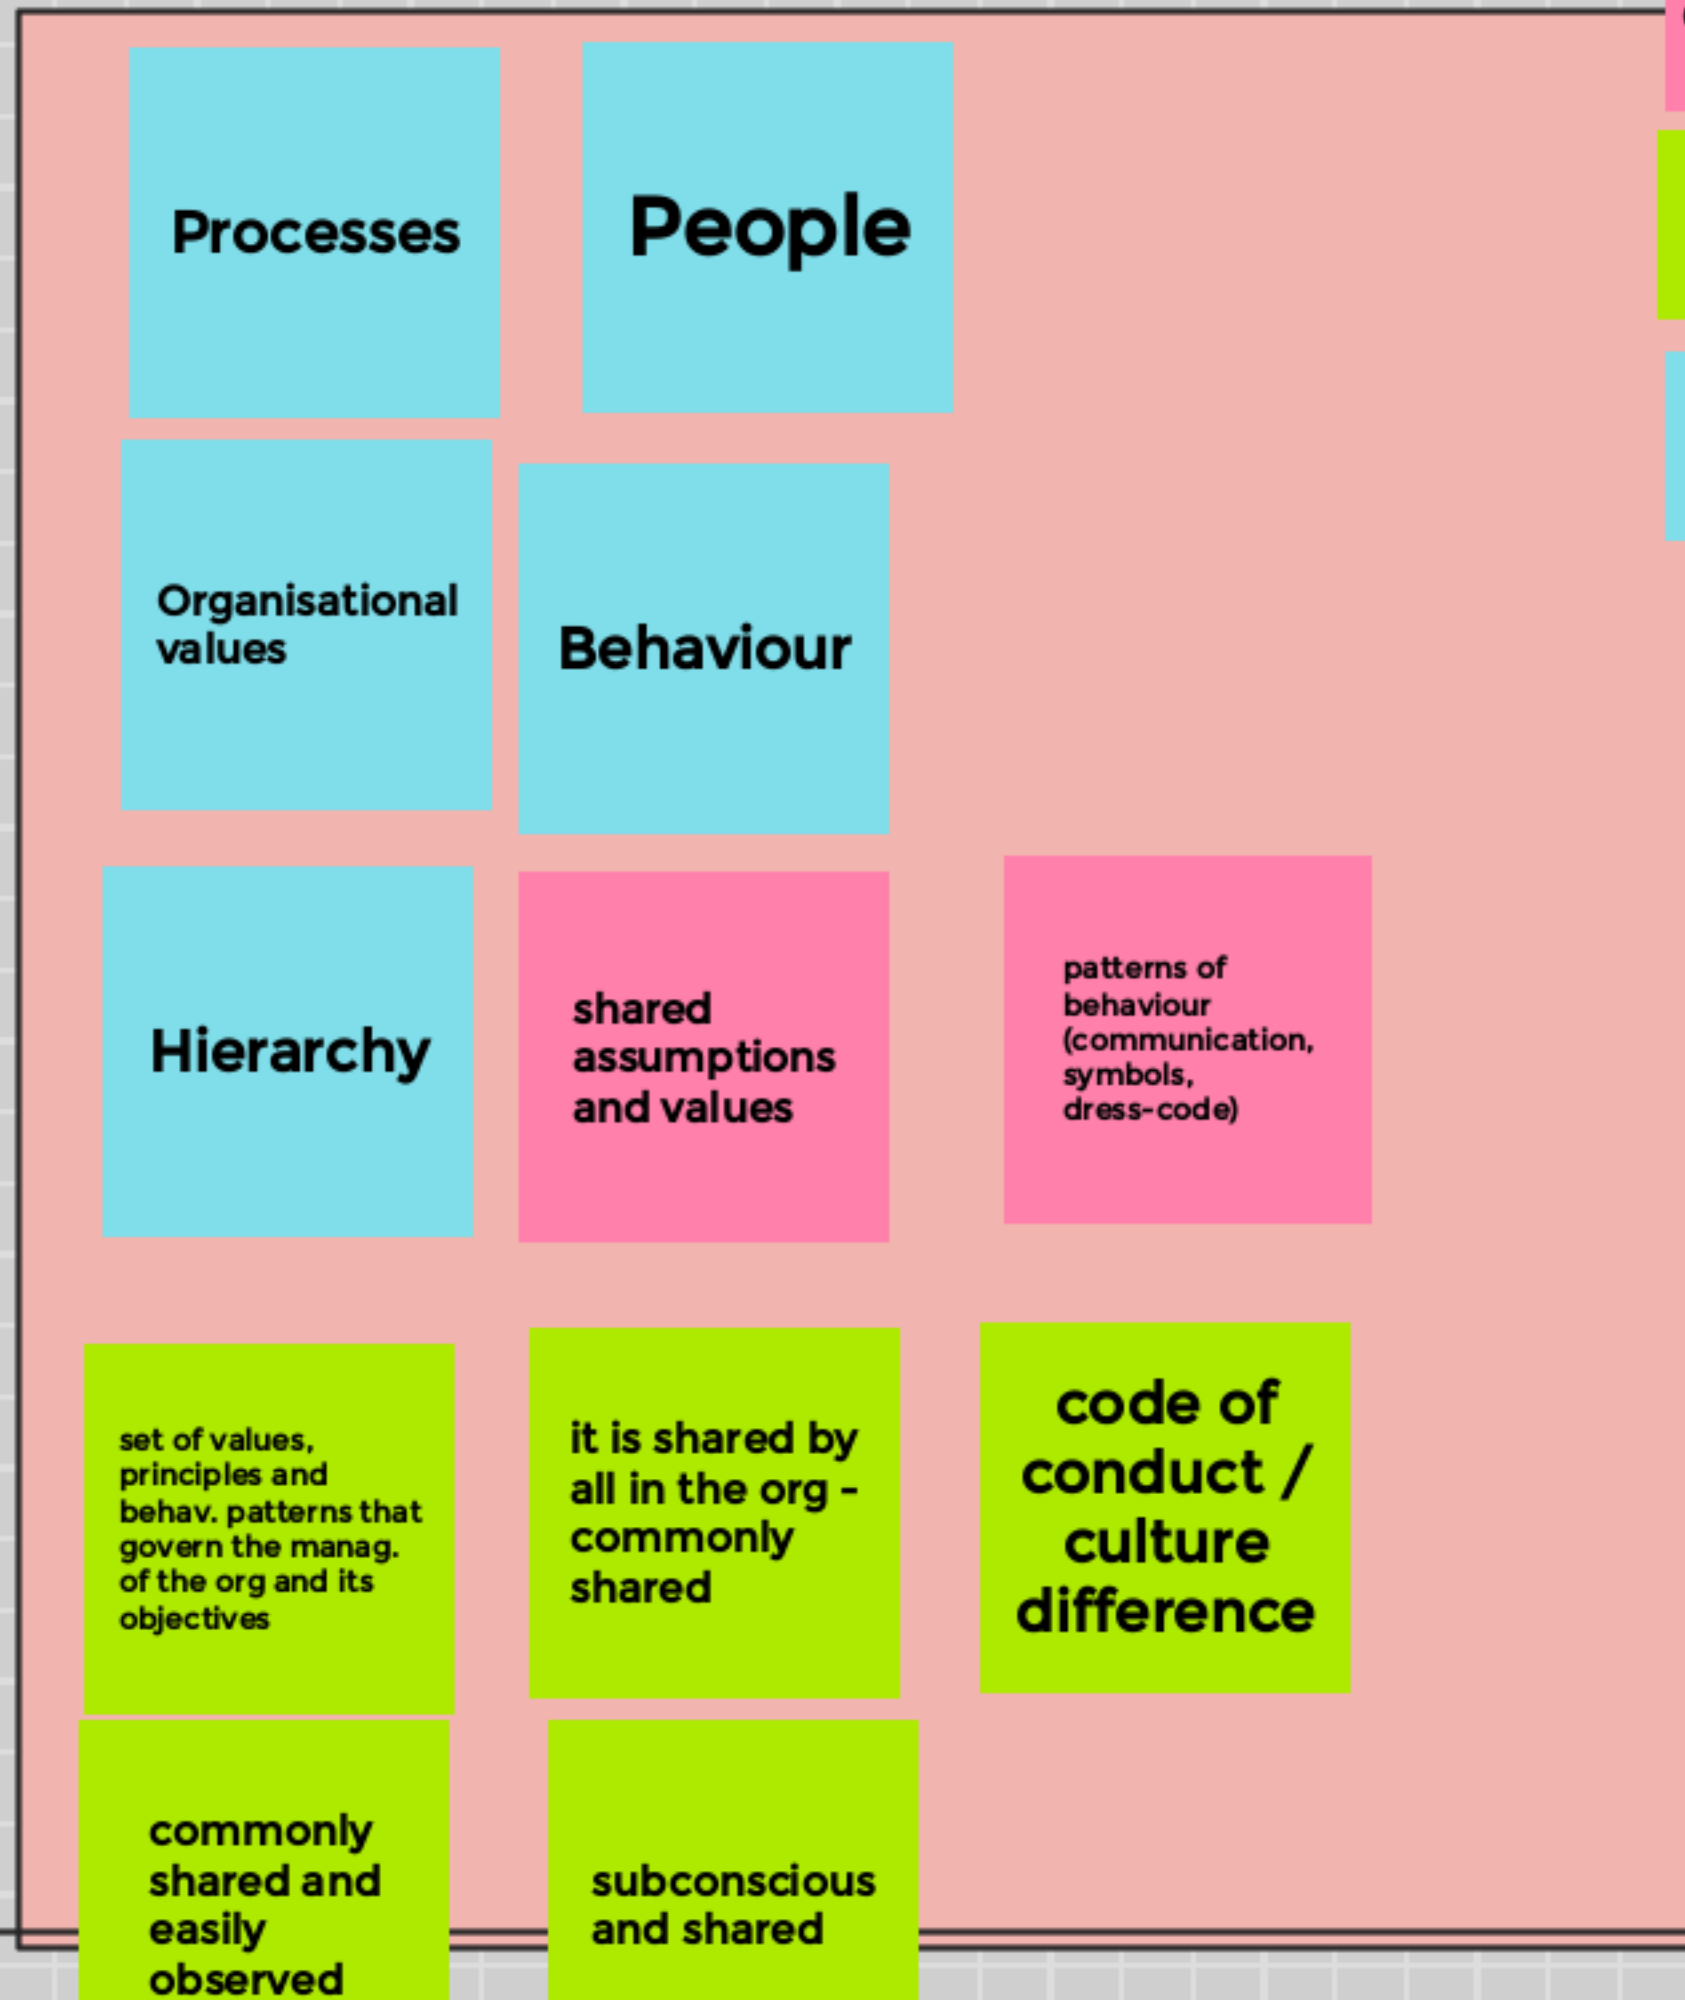 Processes
People
Organisational
values
Behaviour
Hierarchy
shared
assumptions
and values
patterns of
behaviour
(communication,
symbols,
dress-code)
set of values,
principles and
behav. patterns that
govern the manag.
of the org and its
objectives
it is shared by
all in the org -
commonly
shared
code of
conduct /
culture
difference
commonly
shared and
easily
observed
subconscious
and shared